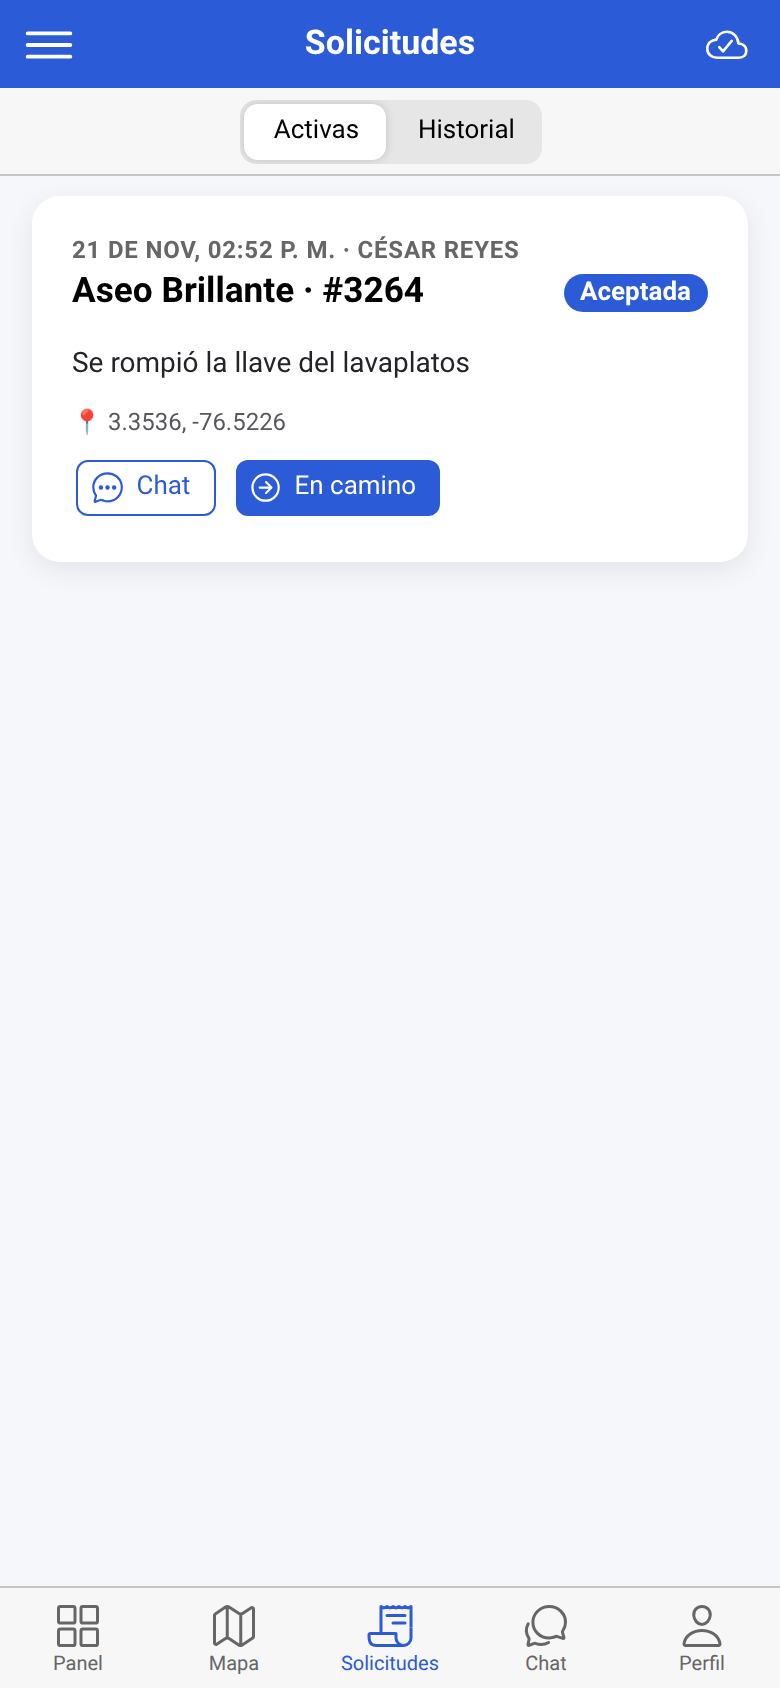 Solicitudes
Activas Historial
21 DE NOV, 02:52 P. M. · CÉSAR REYES
Aseo Brillante · #3264
Aceptada
Se rompió la llave del lavaplatos
📍 3.3536, -76.5226
Chat En camino
Panel Mapa Solicitudes Chat Perfil